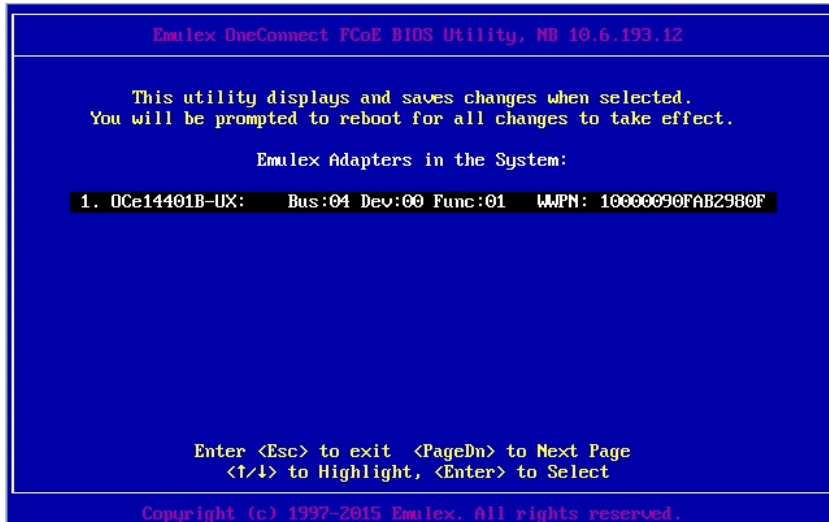 Emulex OneConnect FCoE BIOS Utility, NB 10.6.193.12
This utility displays and saves changes when selected.
You will be prompted to reboot for all changes to take effect.
Emulex Adapters in the System:
1. OCe14401B-UX: Bus:04 Dev:00 Func:01 WWPN: 10000090FAB2980F
Enter <Esc> to exit <PageDn> to Next Page
<↑/↓> to Highlight, <Enter> to Select
Copyright (c) 1997-2015 Emulex. All rights reserved.